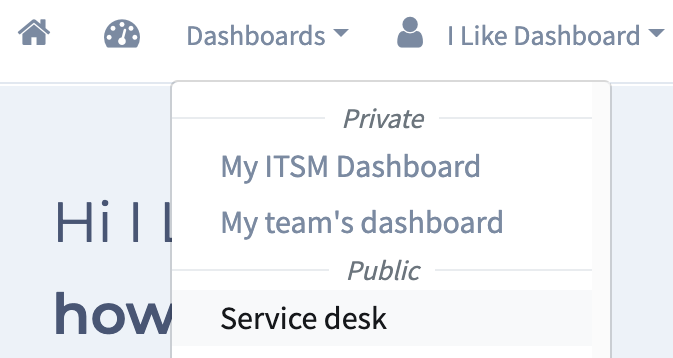 Dashboards I Like Dashboard
Private
My ITSM Dashboard
My team's dashboard
Hi I
Public
Service desk
how